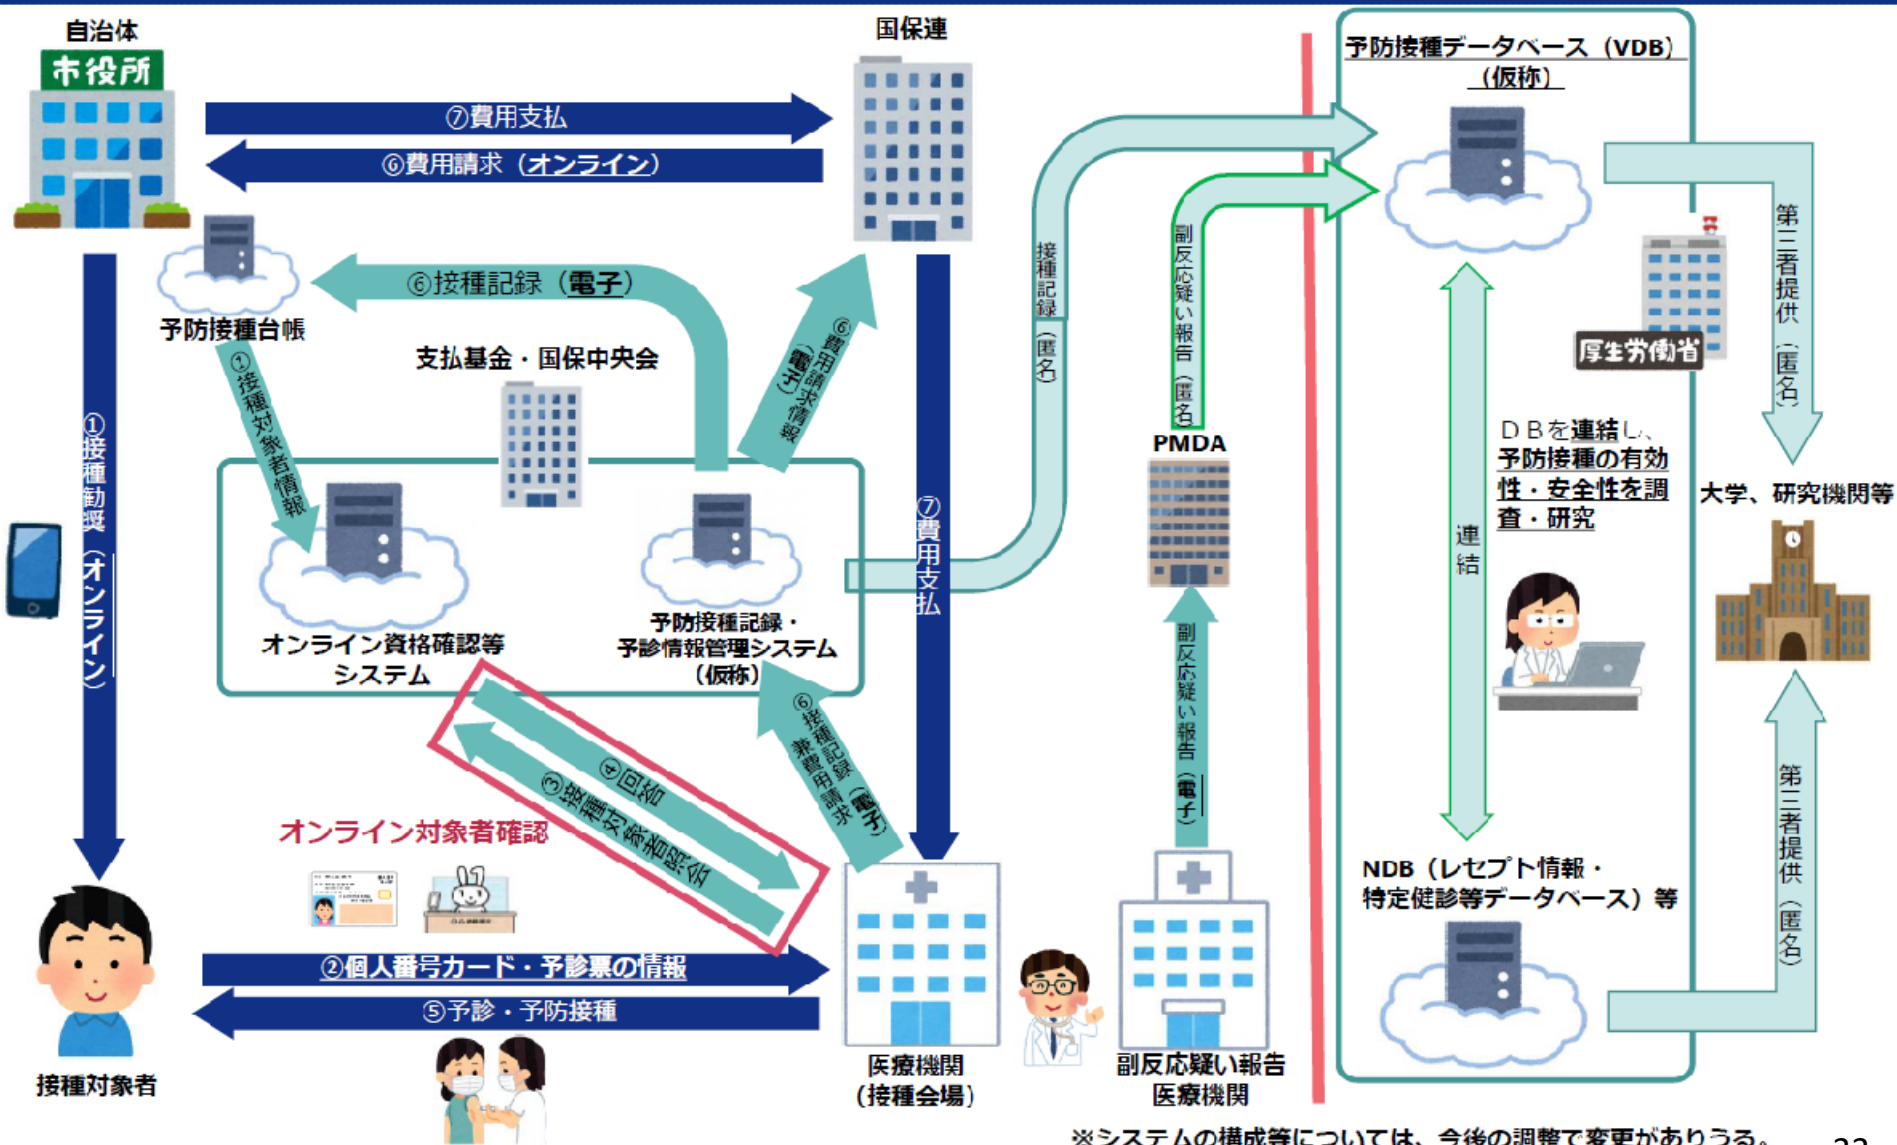 自治体
市役所
国保連
⑦費用支払
⑥費用請求（オンライン）
予防接種台帳
⑥接種記録（電子）
支払基金・国保中央会
①接種対象者情報
⑥費用請求情報
（電子）
①接種勧奨（オンライン）
オンライン資格確認等
システム
予防接種記録・
予診情報管理システム
（仮称）
⑦費用支払
④回答
③接種対象者照会
⑥接種記録
兼費用請求（電子）
オンライン対象者確認
②個人番号カード・予診票の情報
⑤予診・予防接種
接種対象者
医療機関
（接種会場）
接種記録（匿名）
副反応疑い報告（匿名）
PMDA
副反応疑い報告（電子）
副反応疑い報告
医療機関
予防接種データベース（VDB）
（仮称）
厚生労働省
第三者提供（匿名）
ＤＢを連結し、
予防接種の有効
性・安全性を調
査・研究
連結
大学、研究機関等
NDB（レセプト情報・
特定健診等データベース）等
第三者提供（匿名）
※システムの構成等については、今後の調整で変更がありうる。